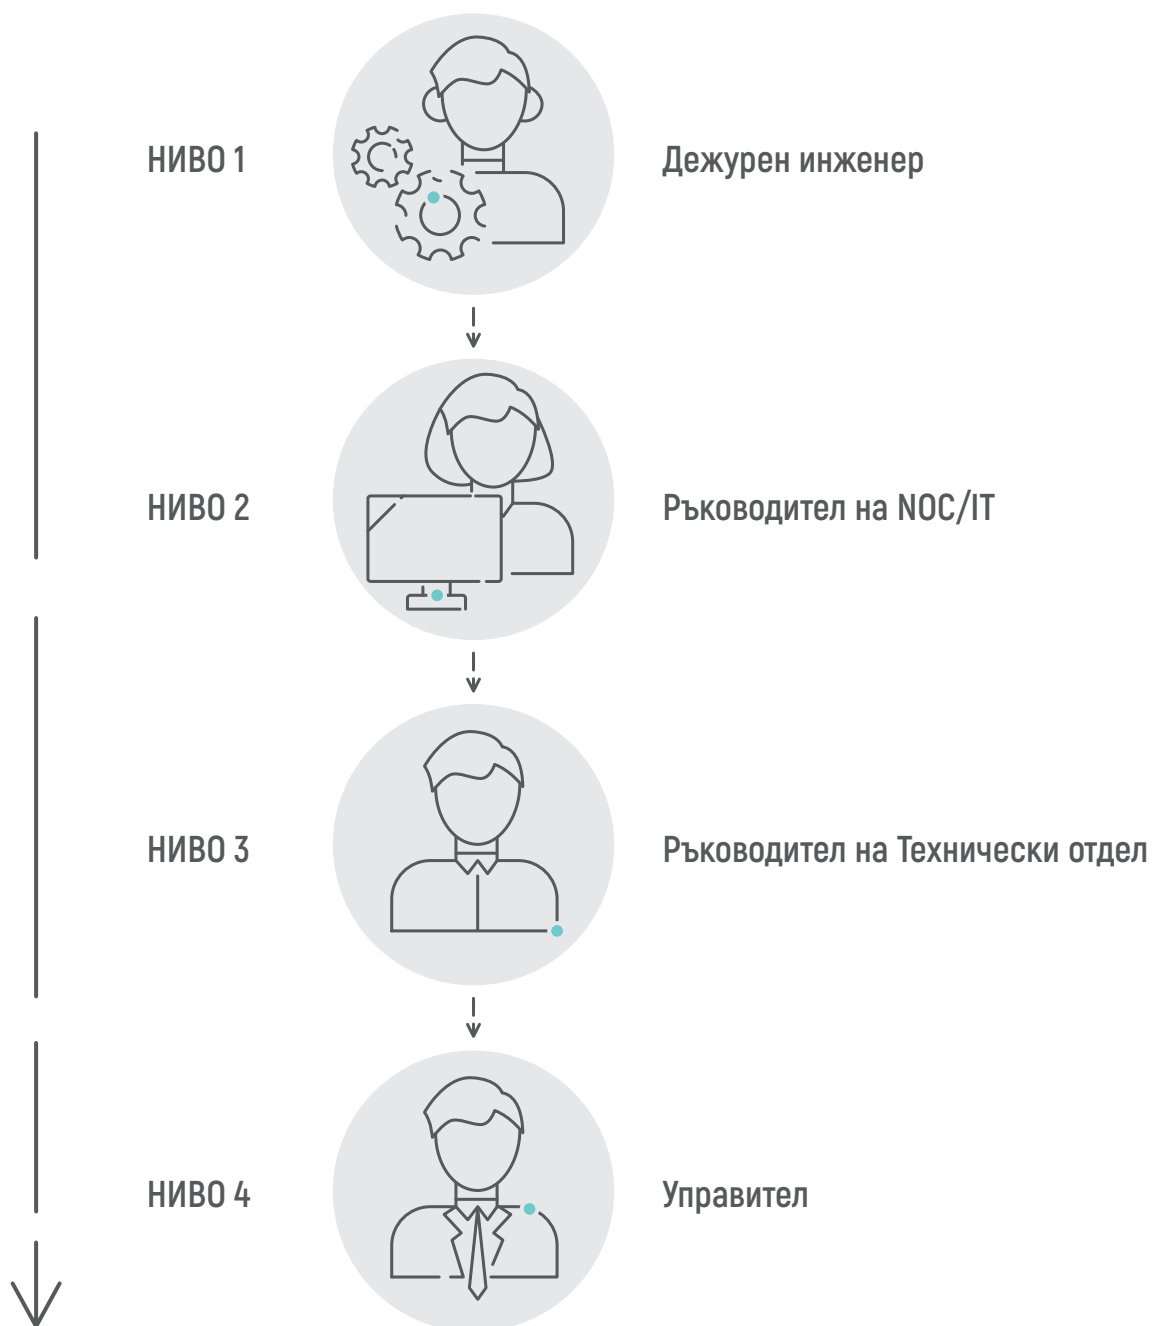 НИВО 1
Дежурен инженер
НИВО 2
Ръководител на NOC/IT
НИВО 3
Ръководител на Технически отдел
НИВО 4
Управител